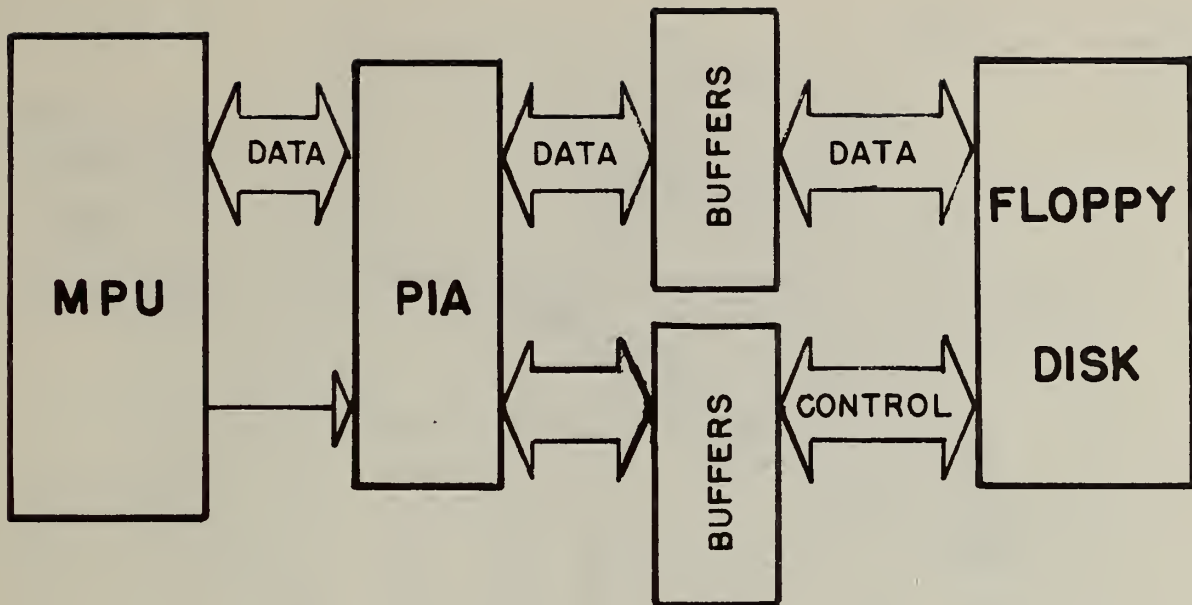 MPU
DATA
PIA
DATA
BUFFERS
DATA
BUFFERS
CONTROL
FLOPPY
DISK